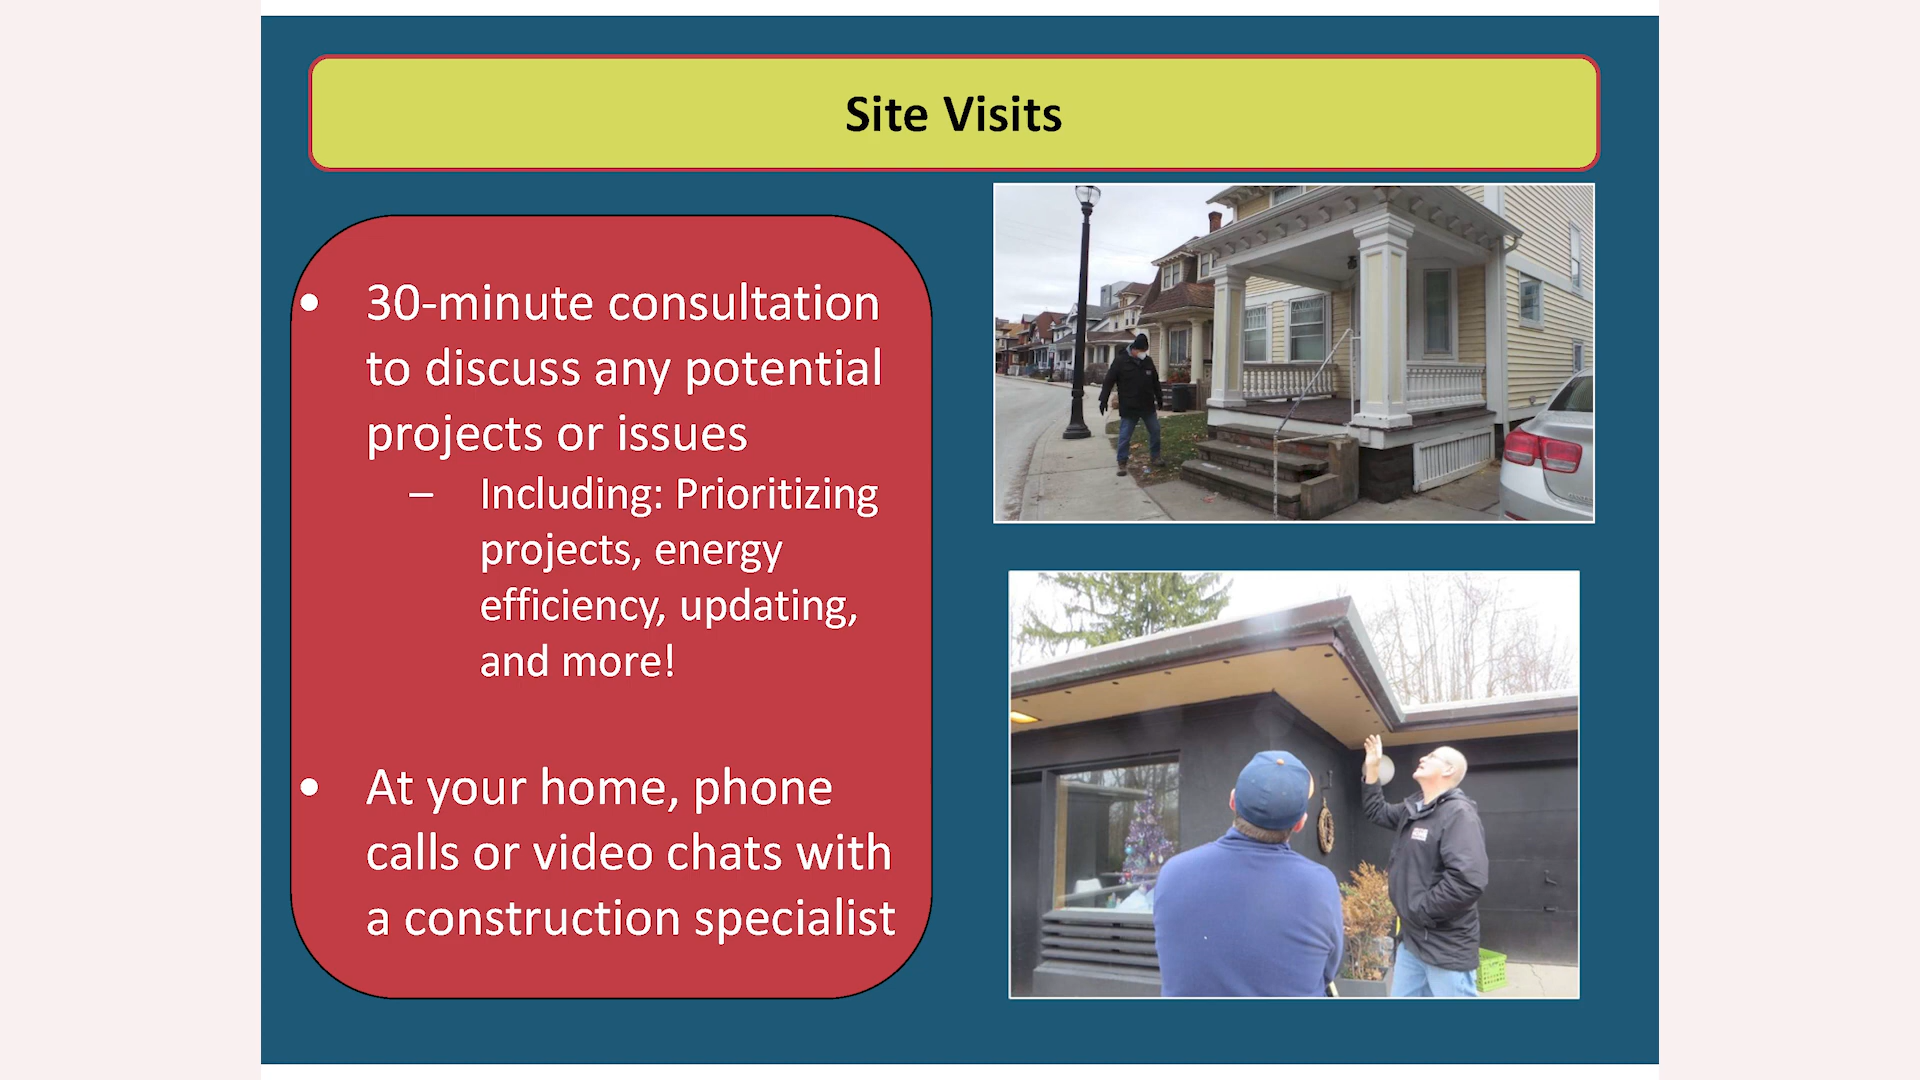 Site Visits
• 30-minute consultation
to discuss any potential
projects or issues
– Including: Prioritizing
projects, energy
efficiency, updating,
and more!
• At your home, phone
calls or video chats with
a construction specialist